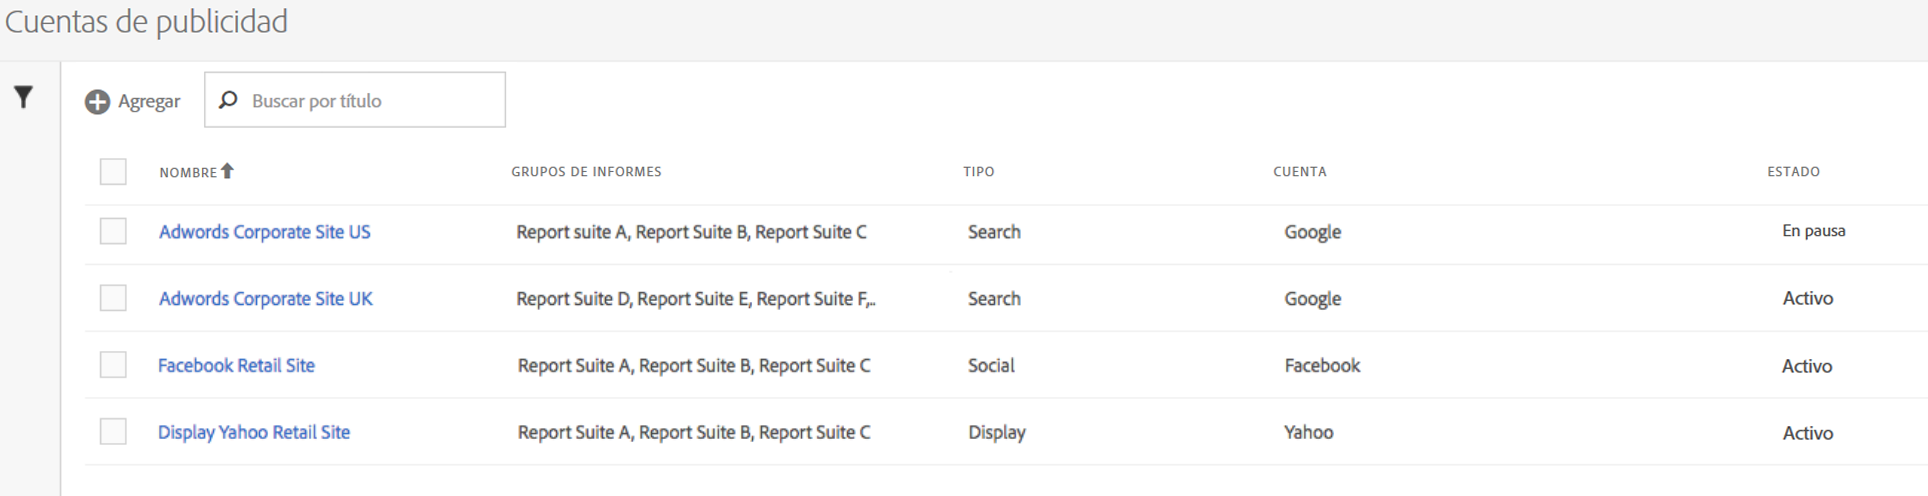 Cuentas de publicidad
Agregar Buscar por título
NOMBRE GRUPOS DE INFORMES TIPO CUENTA ESTADO
Adwords Corporate Site US Report suite A, Report Suite B, Report Suite C Search Google En pausa
Adwords Corporate Site UK Report Suite D, Report Suite E, Report Suite F,.. Search Google Activo
Facebook Retail Site Report Suite A, Report Suite B, Report Suite C Social Facebook Activo
Display Yahoo Retail Site Report Suite A, Report Suite B, Report Suite C Display Yahoo Activo